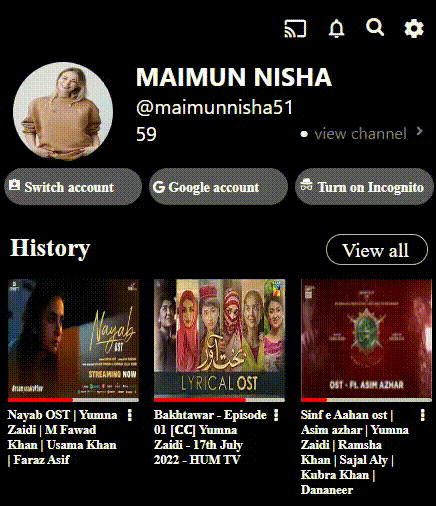 MAIMUN NISHA
@maimunnisha51
59
view channel
Switch account
Google account
Turn on Incognito
History
View all
Nayab
OST
STREAMING NOW
بخت آور
LYRICAL OST
OST - FT. ASIM AZHAR
Nayab OST | Yumna
Zaidi | M Fawad
Khan | Usama Khan
| Faraz Asif
Bakhtawar - Episode
01 [CC] Yumna
Zaidi - 17th July
2022 - HUM TV
Sinf e Aahan ost |
Asim azhar | Yumna
Zaidi | Ramsha
Khan | Sajal Aly |
Kubra Khan |
Dananeer